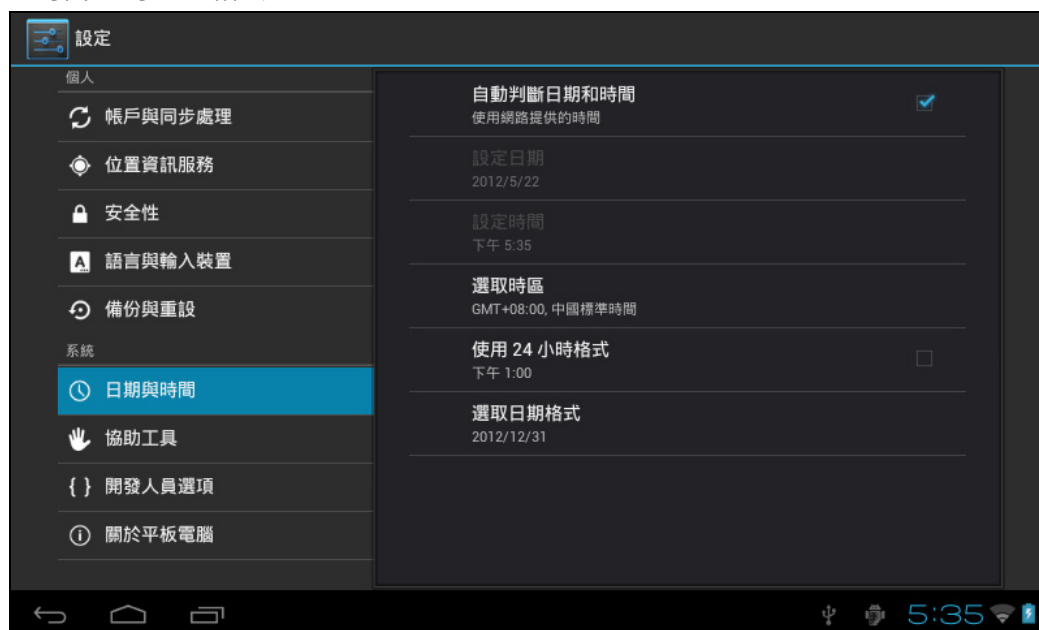 設定
個人
帳戶與同步處理
位置資訊服務
安全性
語言與輸入裝置
備份與重設
系統
日期與時間
協助工具
{ } 開發人員選項
關於平板電腦
自動判斷日期和時間
使用網路提供的時間
設定日期
2012/5/22
設定時間
下午 5:35
選取時區
GMT+08:00, 中國標準時間
使用 24 小時格式
下午 1:00
選取日期格式
2012/12/31
5:35